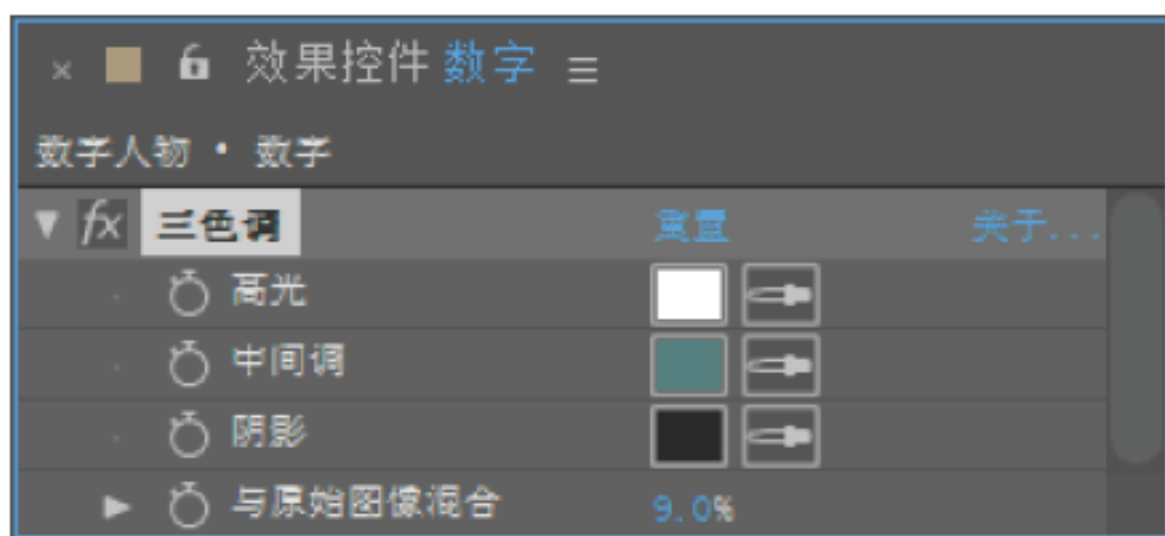 效果控件 数字
数字人物 • 数字
fx 三色调 重置 关于...
高光
中间调
阴影
与原始图像混合 9.0%